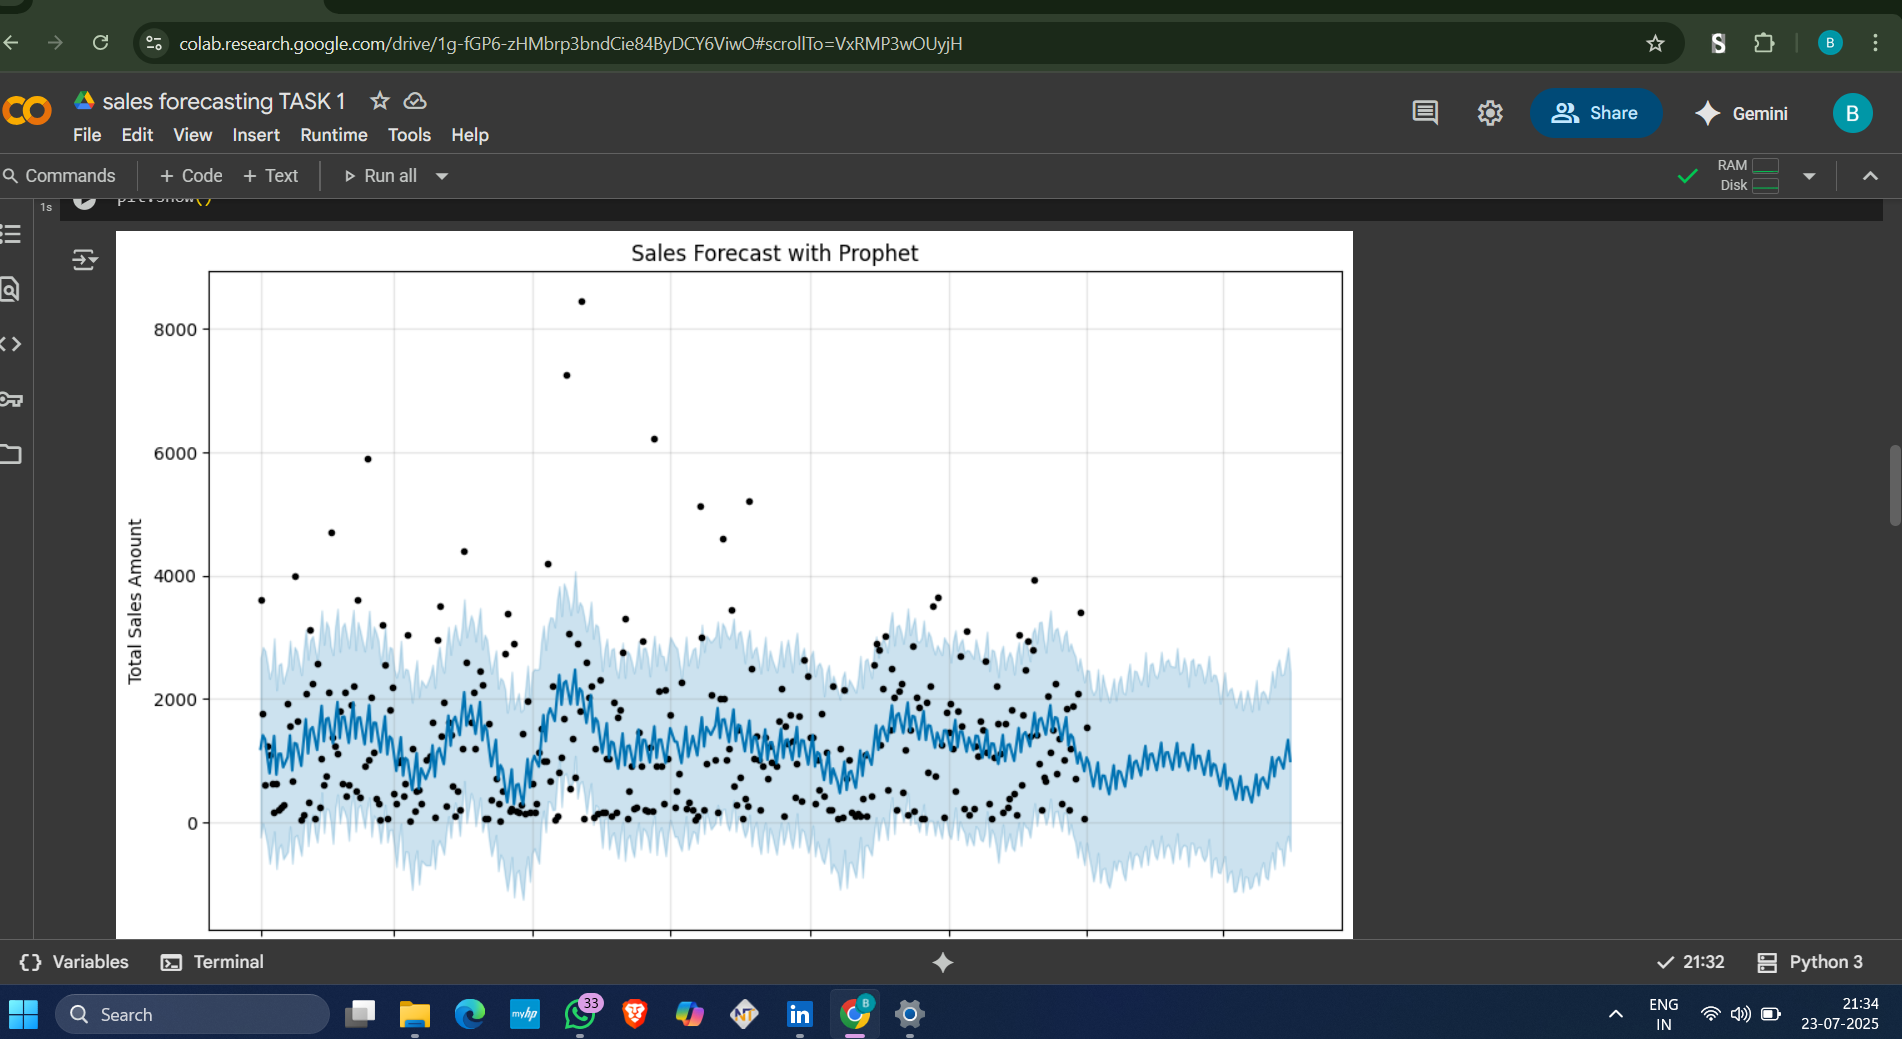 colab.research.google.com/drive/1g-fGP6-zHMbrp3bndCie84ByDCY6ViwO#scrollTo=VxRMP3wOUyjH
B
sales forecasting TASK 1
File Edit View Insert Runtime Tools Help
Share
Gemini
B
Commands + Code + Text Run all
RAM
Disk
1s
plt.show()
Sales Forecast with Prophet
8000
6000
4000
2000
0
Total Sales Amount
Variables Terminal
21:32 Python 3
Search
myhp
33
NT
in
B
ENG
IN
21:34
23-07-2025